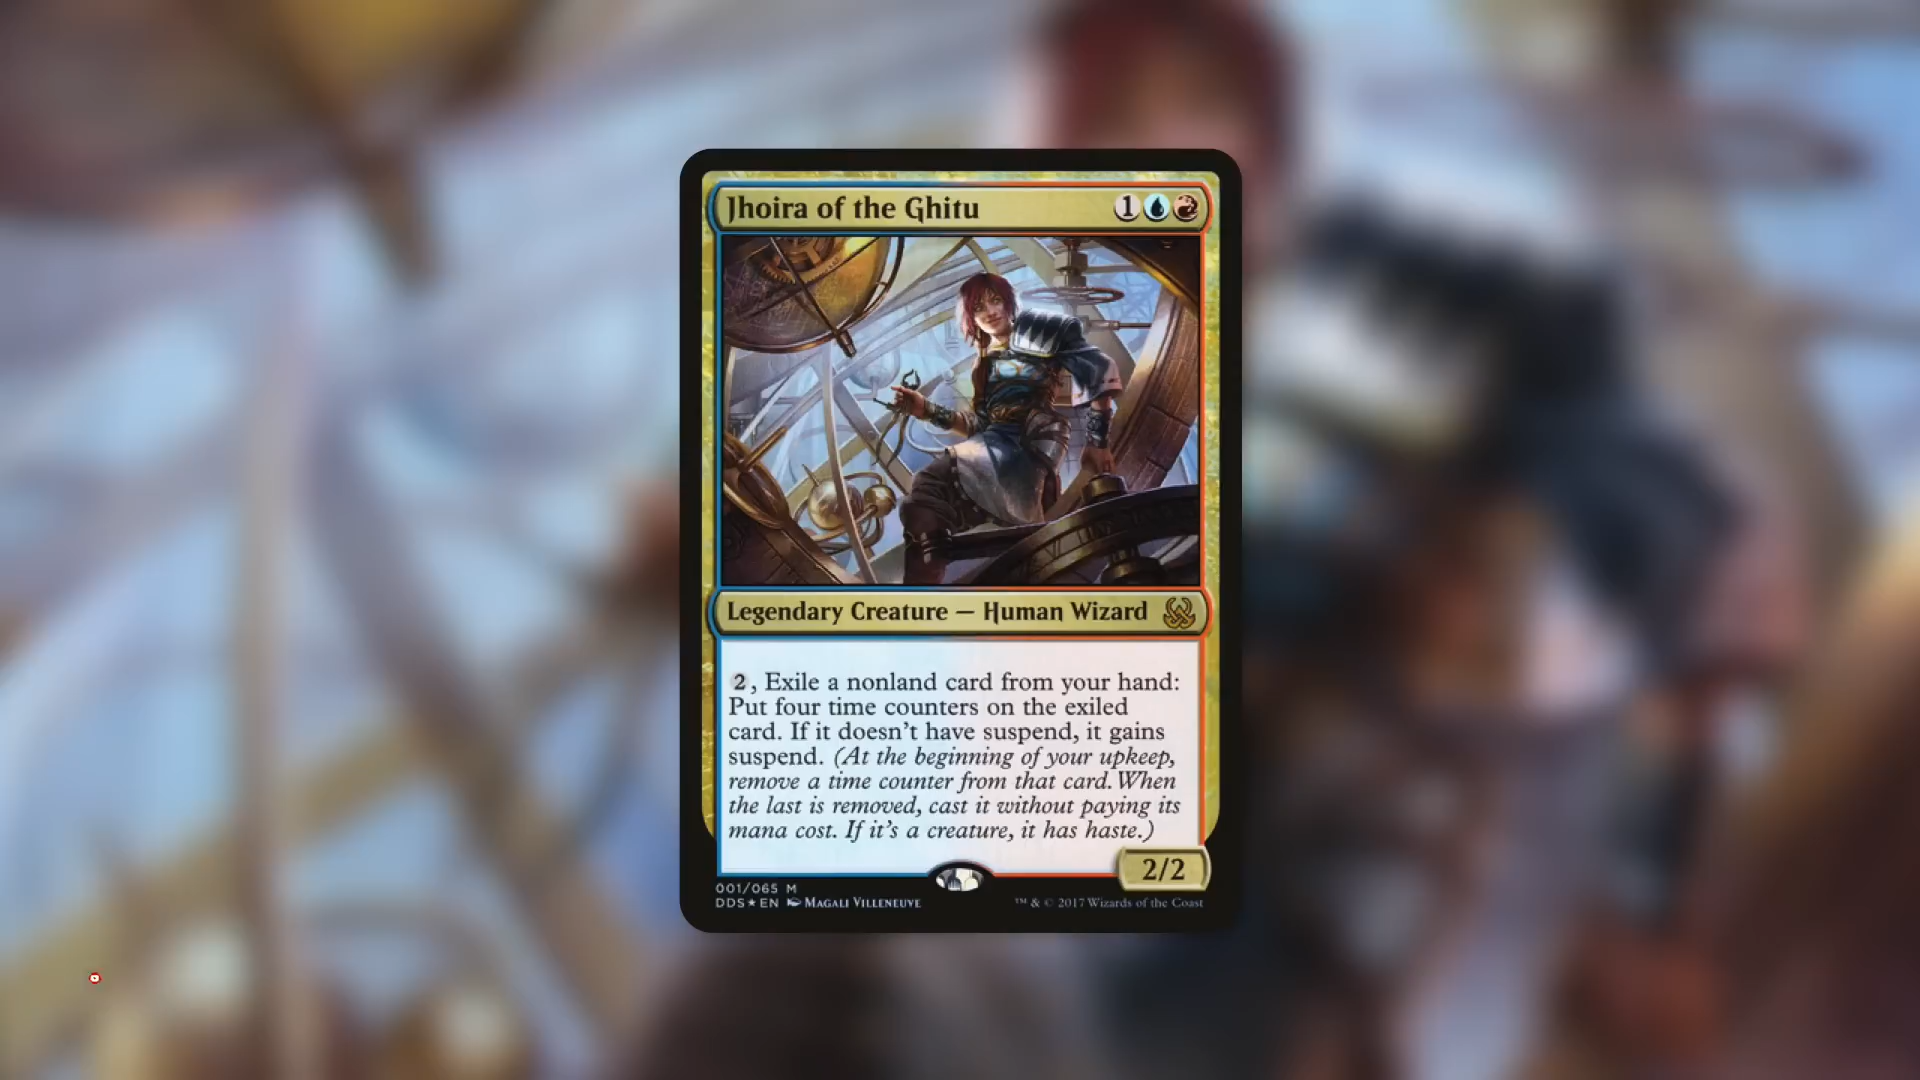 Jhoira of the Ghitu 1
Legendary Creature — Human Wizard
2, Exile a nonland card from your hand:
Put four time counters on the exiled
card. If it doesn't have suspend, it gains
suspend. (At the beginning of your upkeep,
remove a time counter from that card. When
the last is removed, cast it without paying its
mana cost. If it's a creature, it has haste.)
2/2
001/065 M
DDS★EN Magali Villeneuve
™ & © 2017 Wizards of the Coast